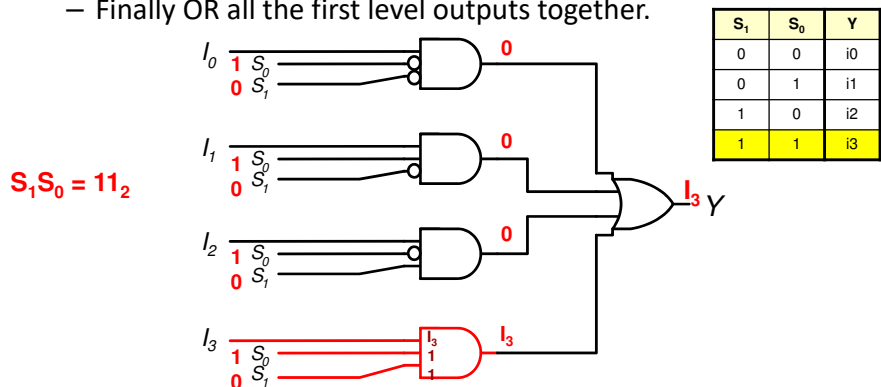 – Finally OR all the first level outputs together.
S1 S0 Y
0 0 i0
0 1 i1
1 0 i2
1 1 i3
I0
1 S0
0 S1
0
I1
1 S0
0 S1
0
S1S0 = 112
I3 Y
I2
1 S0
0 S1
0
I3
1 S0
0 S1
I3
1
1
I3